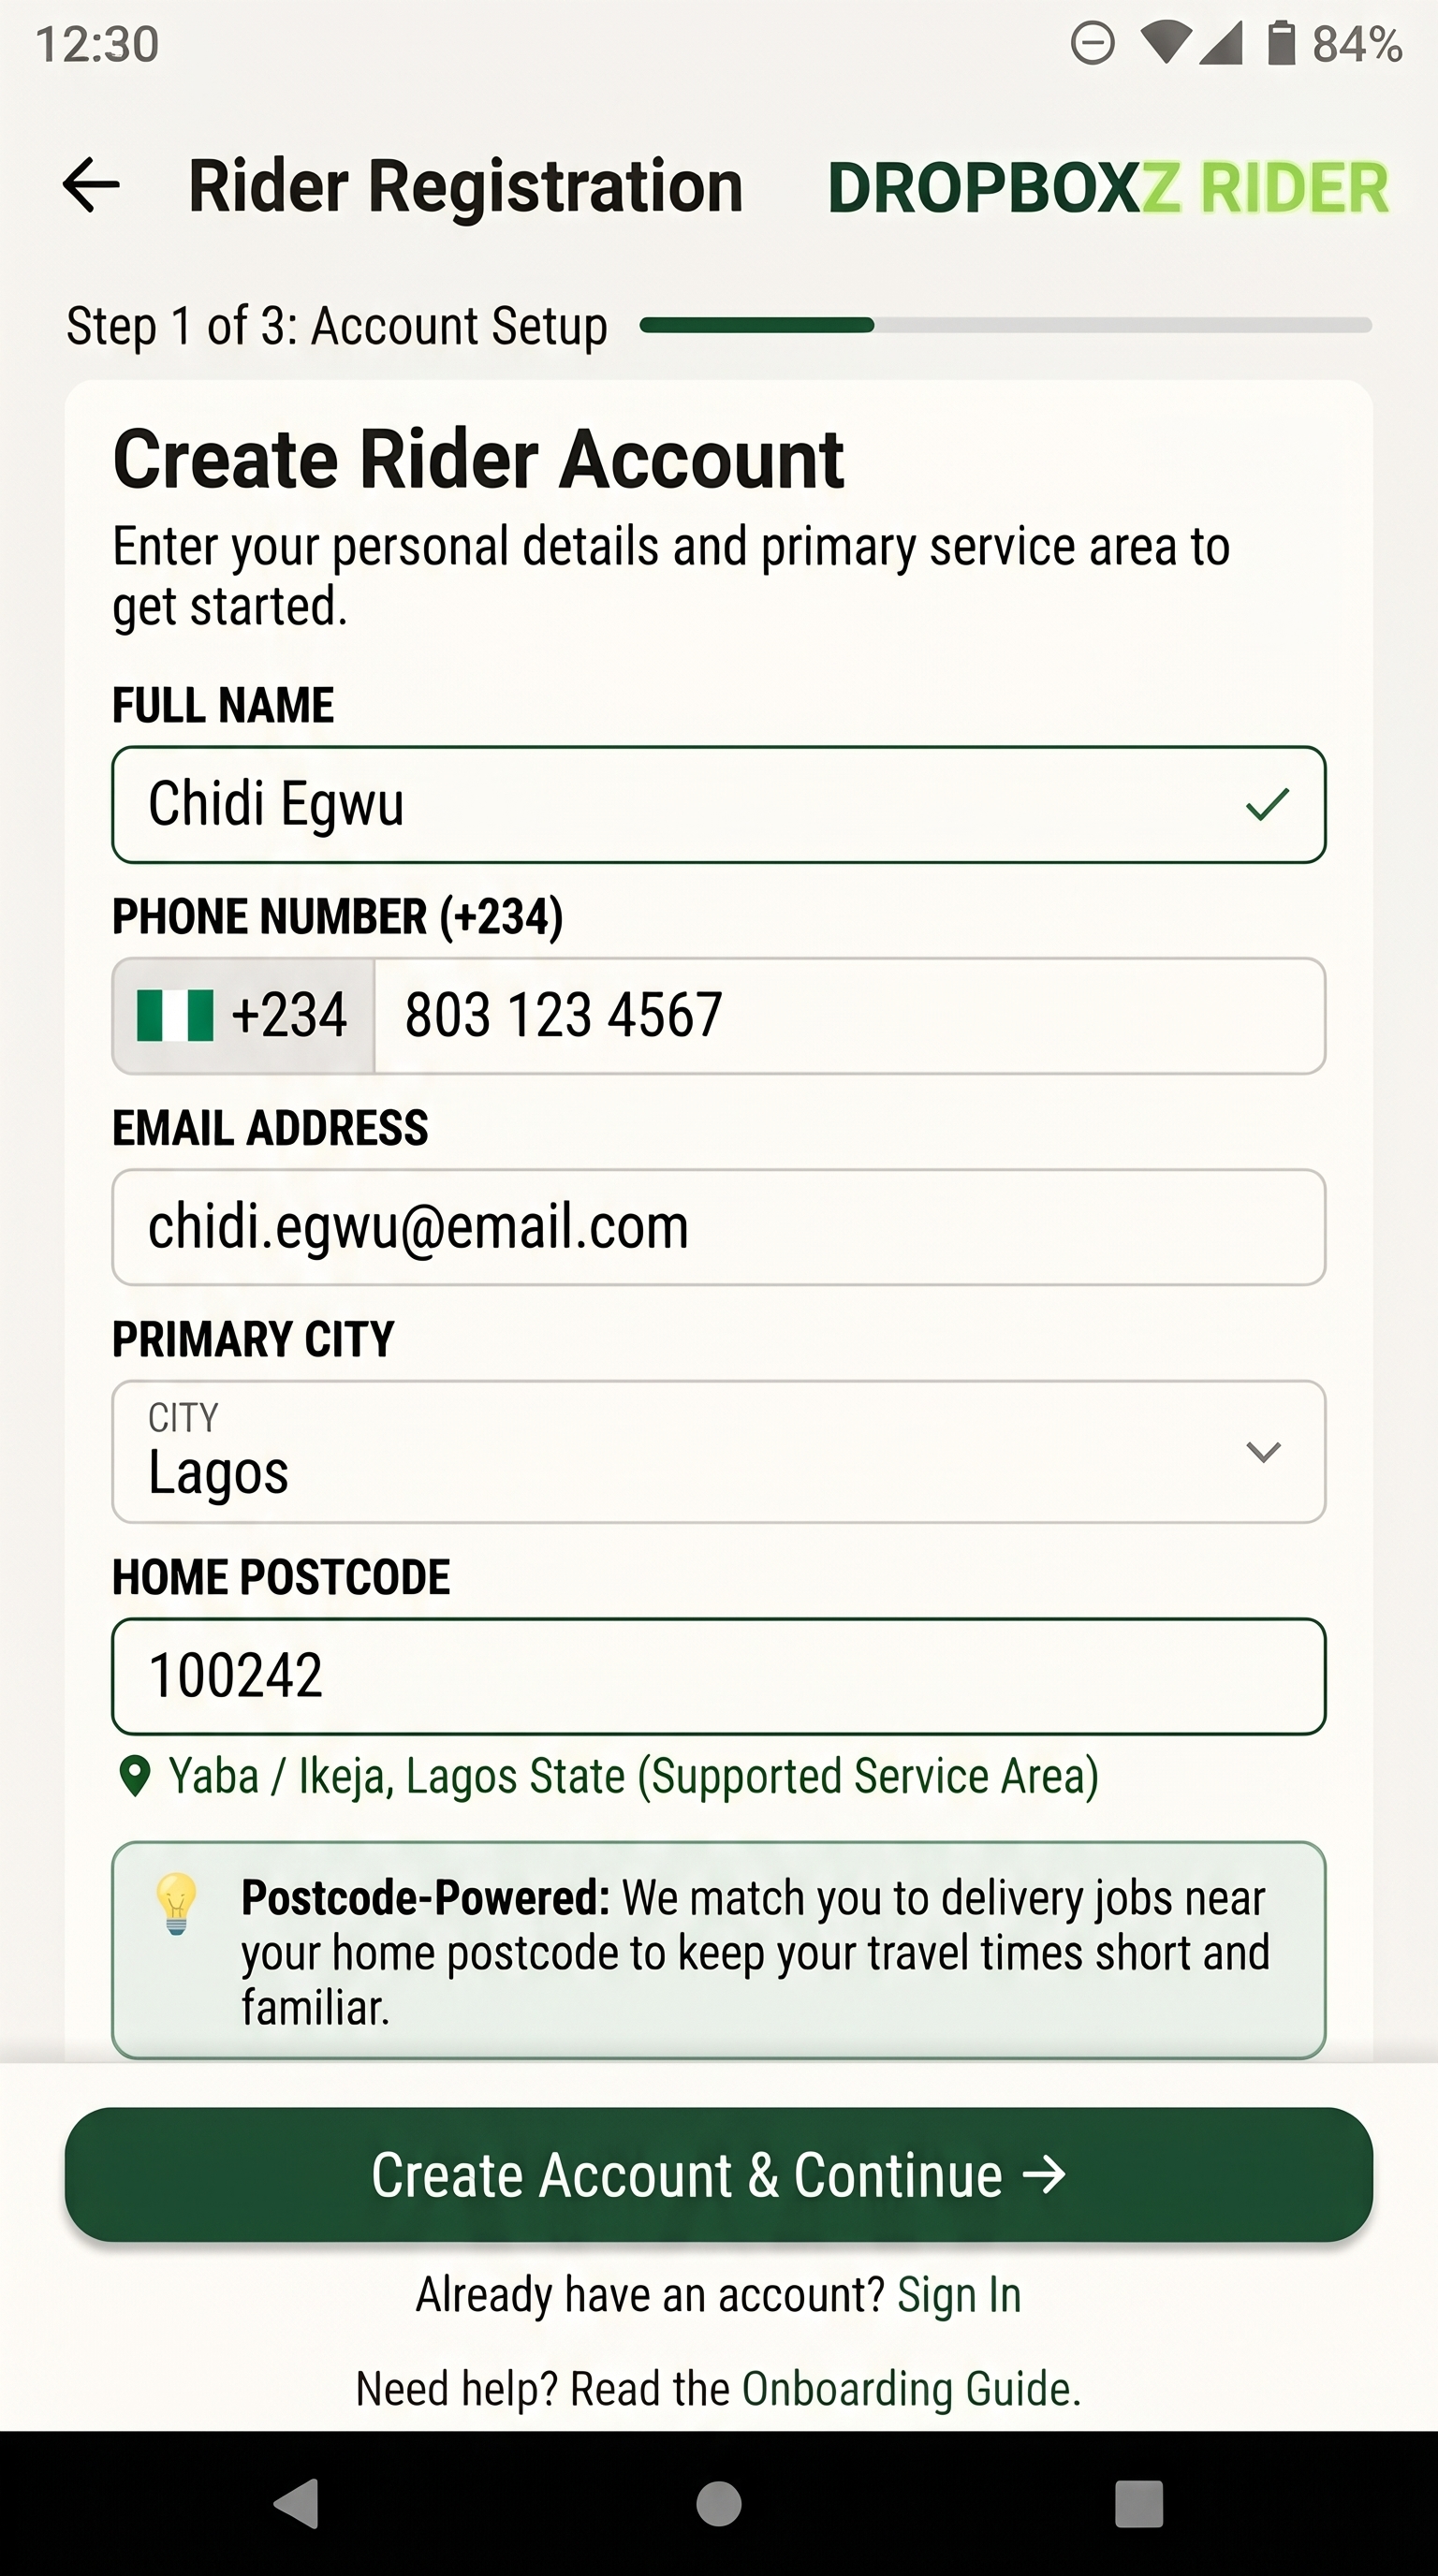 12:30
84%
Rider Registration
DROPBOXZ RIDER
Step 1 of 3: Account Setup
Create Rider Account
Enter your personal details and primary service area to
get started.
FULL NAME
Chidi Egwu
PHONE NUMBER (+234)
+234
803 123 4567
EMAIL ADDRESS
chidi.egwu@email.com
PRIMARY CITY
CITY
Lagos
HOME POSTCODE
100242
Yaba / Ikeja, Lagos State (Supported Service Area)
Postcode-Powered: We match you to delivery jobs near
your home postcode to keep your travel times short and
familiar.
Create Account & Continue →
Already have an account? Sign In
Need help? Read the Onboarding Guide.